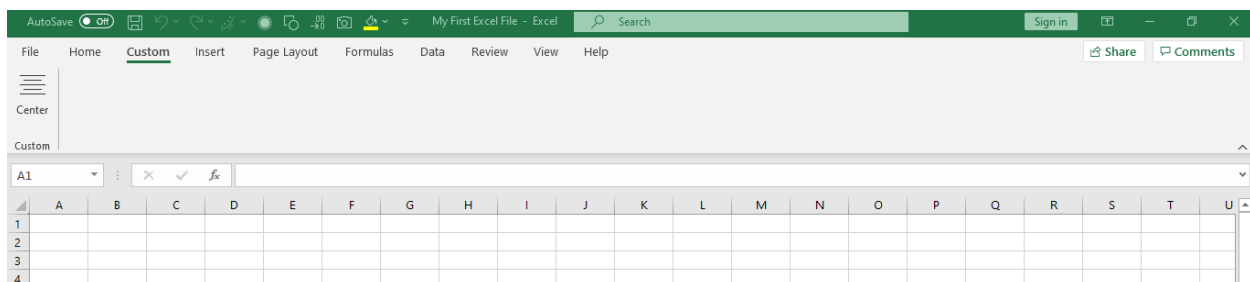 AutoSave Off My First Excel File - Excel Search Sign in
File Home Custom Insert Page Layout Formulas Data Review View Help Share Comments
Center
Custom
A1 fx
A B C D E F G H I J K L M N O P Q R S T U
1
2
3
4